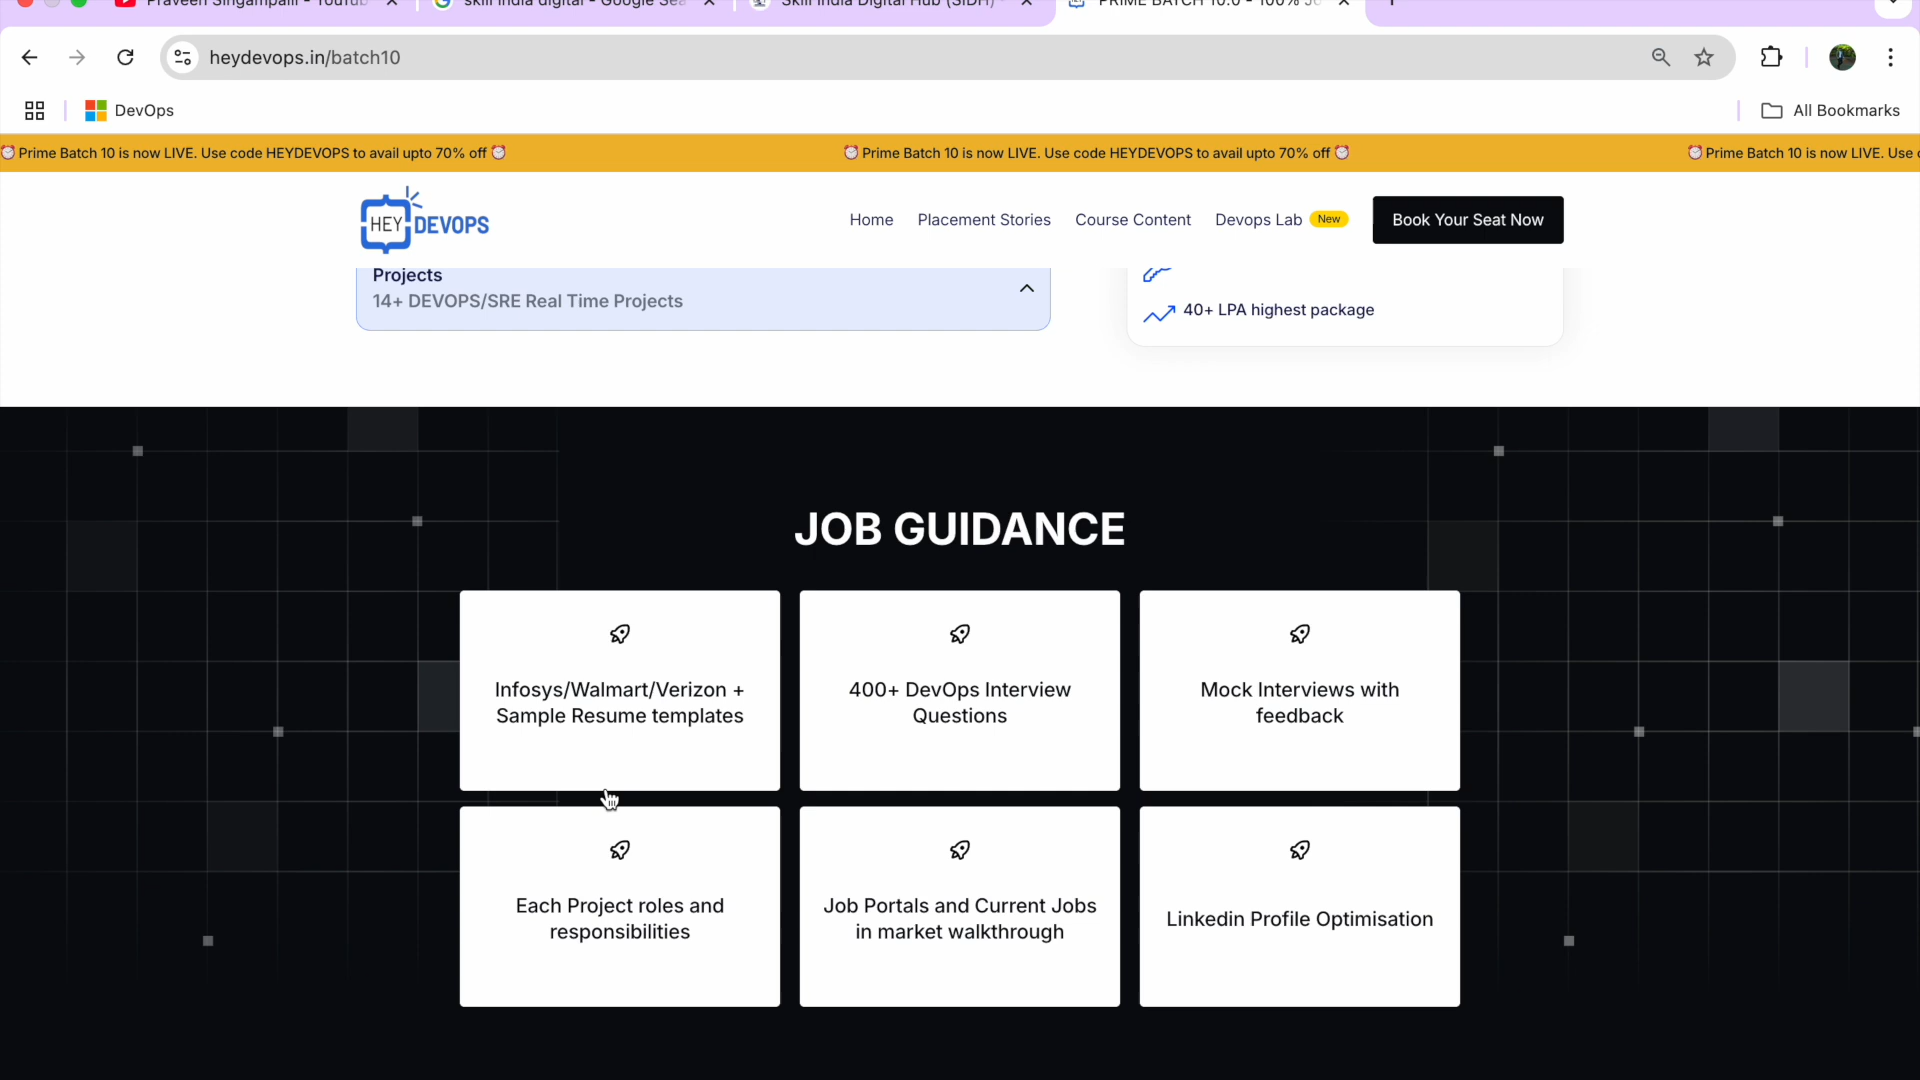 Praveen Singampalli - YouTub
skill india digital - Google Sea
Skill India Digital Hub (SIDH)
PRIME BATCH 10.0 - 100% Jo
heydevops.in/batch10
DevOps
All Bookmarks
⏰ Prime Batch 10 is now LIVE. Use code HEYDEVOPS to avail upto 70% off ⏰
⏰ Prime Batch 10 is now LIVE. Use code HEYDEVOPS to avail upto 70% off ⏰
⏰ Prime Batch 10 is now LIVE. Use
HEY DEVOPS
Home
Placement Stories
Course Content
Devops Lab
New
Book Your Seat Now
Projects
14+ DEVOPS/SRE Real Time Projects
40+ LPA highest package
JOB GUIDANCE
Infosys/Walmart/Verizon +
Sample Resume templates
400+ DevOps Interview
Questions
Mock Interviews with
feedback
Each Project roles and
responsibilities
Job Portals and Current Jobs
in market walkthrough
Linkedin Profile Optimisation